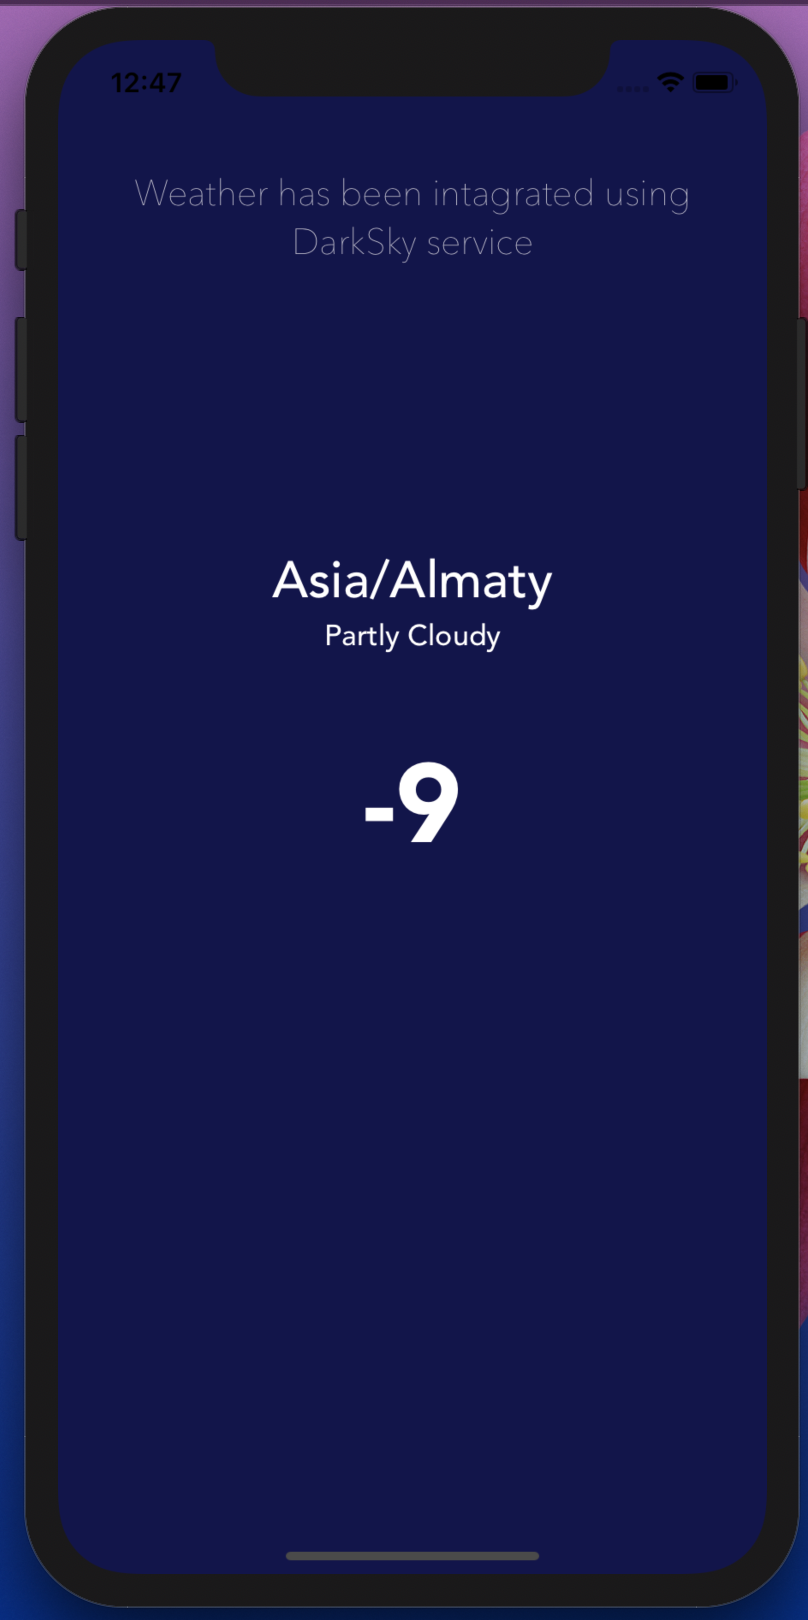 12:47
Weather has been intagrated using
DarkSky service
Asia/Almaty
Partly Cloudy
-9